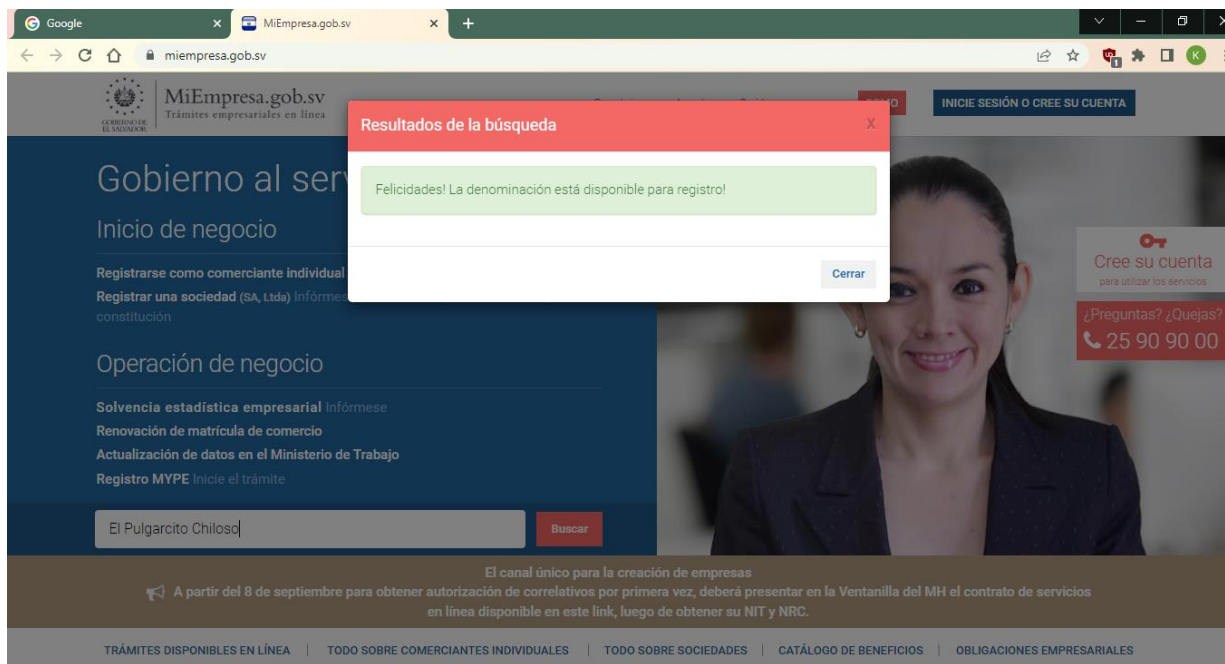 Google
MiEmpresa.gob.sv
miempresa.gob.sv
K
GOBIERNO DE
EL SALVADOR
MiEmpresa.gob.sv
Trámites empresariales en línea
INICIE SESIÓN O CREE SU CUENTA
Resultados de la búsqueda
X
Felicidades! La denominación está disponible para registro!
Cerrar
Gobierno al serv
Inicio de negocio
Registrarse como comerciante individual
Registrar una sociedad (SA, Ltda) Infórmes
constitución
Operación de negocio
Solvencia estadística empresarial Infórmese
Renovación de matrícula de comercio
Actualización de datos en el Ministerio de Trabajo
Registro MYPE Inicie el trámite
El Pulgarcito Chiloso
Buscar
Cree su cuenta
para utilizar los servicios
¿Preguntas? ¿Quejas?
25 90 90 00
El canal único para la creación de empresas
A partir del 8 de septiembre para obtener autorización de correlativos por primera vez, deberá presentar en la Ventanilla del MH el contrato de servicios
en línea disponible en este link, luego de obtener su NIT y NRC.
TRÁMITES DISPONIBLES EN LÍNEA | TODO SOBRE COMERCIANTES INDIVIDUALES | TODO SOBRE SOCIEDADES | CATÁLOGO DE BENEFICIOS | OBLIGACIONES EMPRESARIALES